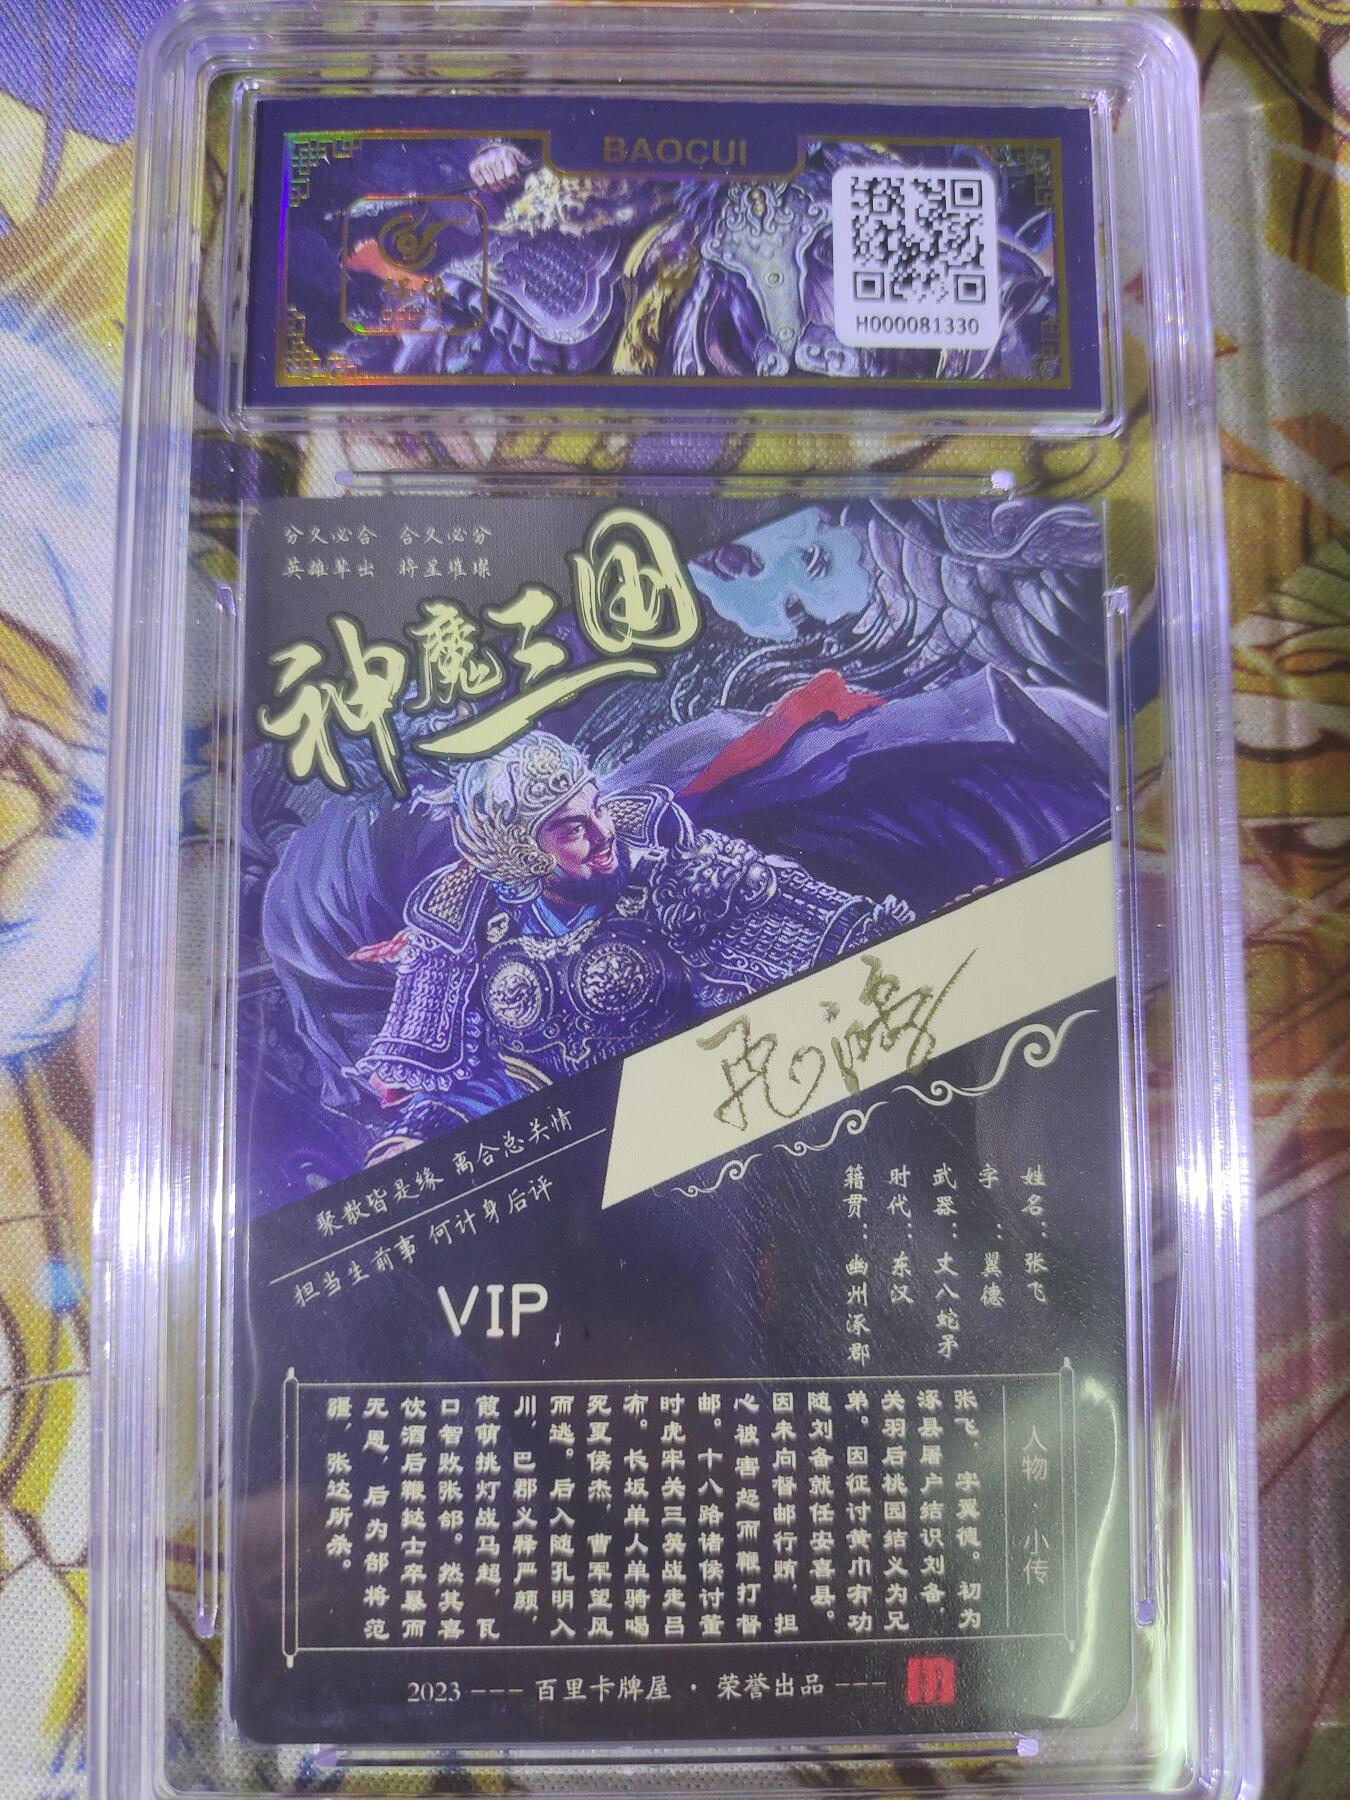 BAOCUI
H000081330
分久必合 合久必分
英雄辈出 将星璀璨
神魔三国
聚散皆是缘 离合总关情
担当生前事 何计身后评
VIP
姓名：张飞
字：翼德
武器：丈八蛇矛
时代：东汉
籍贯：幽州涿郡
人物·小传
张飞，字翼德。初为
涿县屠户结识刘备，
关羽后桃园结义为兄
弟。因征讨黄巾有功
随刘备就任安喜县。
因未向督邮行贿，担
心被害起而鞭打督
邮。十八路诸侯讨董
时虎牢关三英战走吕
布。长坂单人单骑喝
死夏侯杰，曹军望风
而逃。后入随孔明入
川，巴郡义释严颜，
葭萌挑灯战马超，瓦
口智败张郃。然其喜
饮酒后鞭挞士卒暴而
无恩，后为部将范
疆，张达所杀。
2023 --- 百里卡牌屋 · 荣誉出品 ---